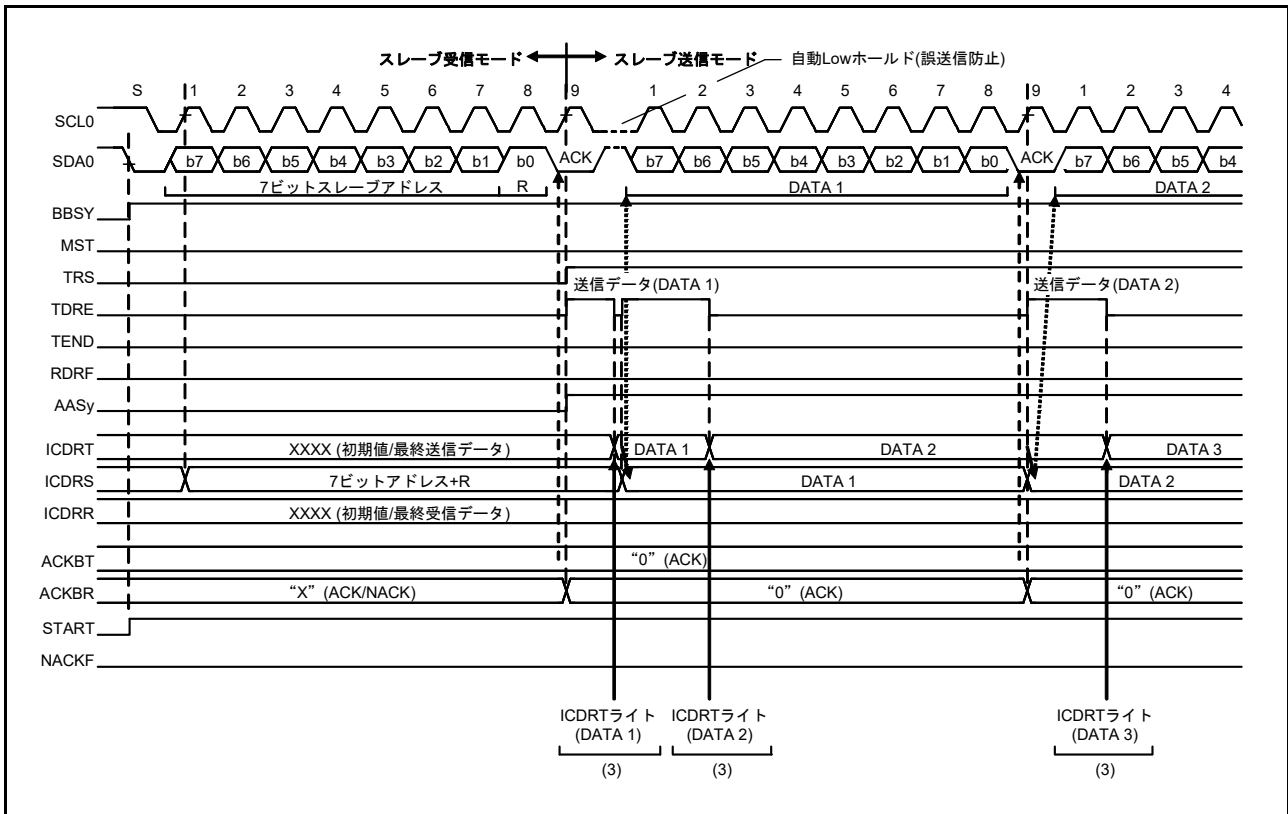 スレーブ受信モード スレーブ送信モード 自動Lowホールド(誤送信防止)
S 1 2 3 4 5 6 7 8 9 1 2 3 4 5 6 7 8 9 1 2 3 4
SCL0
SDA0 b7 b6 b5 b4 b3 b2 b1 b0 ACK b7 b6 b5 b4 b3 b2 b1 b0 ACK b7 b6 b5 b4
7ビットスレーブアドレス R DATA 1 DATA 2
BBSY
MST
TRS
送信データ(DATA 1) 送信データ(DATA 2)
TDRE
TEND
RDRF
AASy
ICDRT XXXX (初期値/最終送信データ) DATA 1 DATA 2 DATA 3
ICDRS 7ビットアドレス+R DATA 1 DATA 2
ICDRR XXXX (初期値/最終受信データ)
ACKBT “0” (ACK)
ACKBR “X” (ACK/NACK) “0” (ACK) “0” (ACK)
START
NACKF
ICDRTライト ICDRTライト ICDRTライト
(DATA 1) (DATA 2) (DATA 3)
(3) (3) (3)